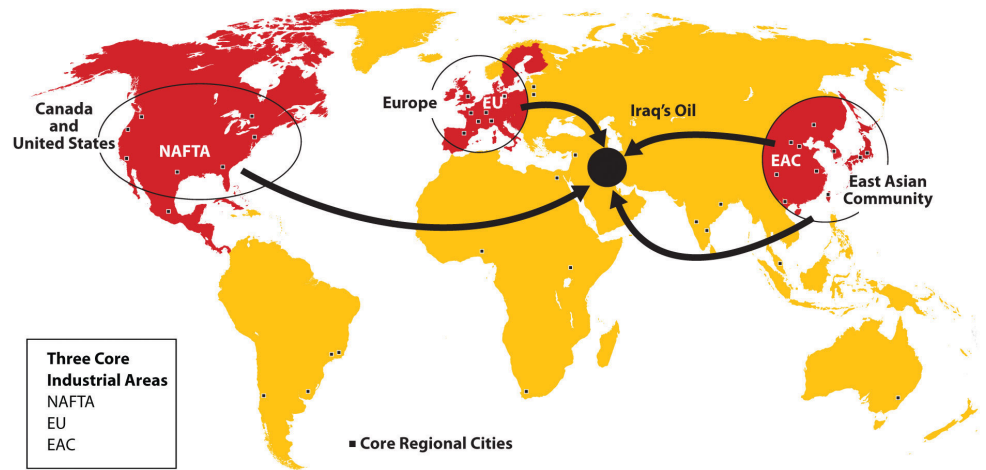 Canada
and
United States
NAFTA
Europe
EU
Iraq's Oil
EAC
East Asian
Community
Three Core
Industrial Areas
NAFTA
EU
EAC
Core Regional Cities